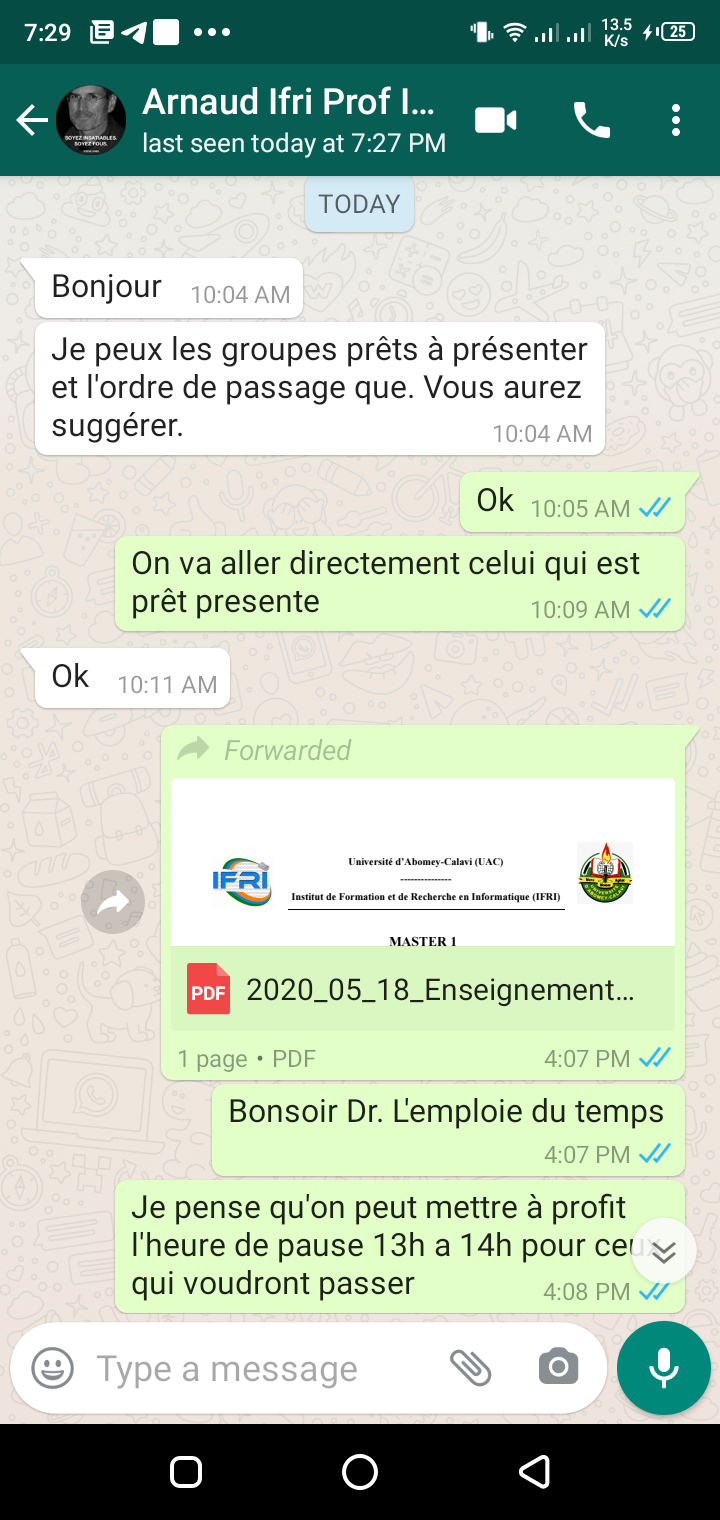 7:29
13.5
K/s
25
Arnaud Ifri Prof I...
last seen today at 7:27 PM
SOYEZ INSATIABLES.
SOYEZ FOUS.
TODAY
Bonjour 10:04 AM
Je peux les groupes prêts à présenter
et l'ordre de passage que. Vous aurez
suggérer. 10:04 AM
Ok 10:05 AM
On va aller directement celui qui est
prêt presente 10:09 AM
Ok 10:11 AM
Forwarded
IFRI
Université d'Abomey-Calavi (UAC)
---------------
Institut de Formation et de Recherche en Informatique (IFRI)
MASTER 1
PDF 2020_05_18_Enseignement...
1 page • PDF 4:07 PM
Bonsoir Dr. L'emploie du temps
4:07 PM
Je pense qu'on peut mettre à profit
l'heure de pause 13h a 14h pour ceux
qui voudront passer 4:08 PM
Type a message